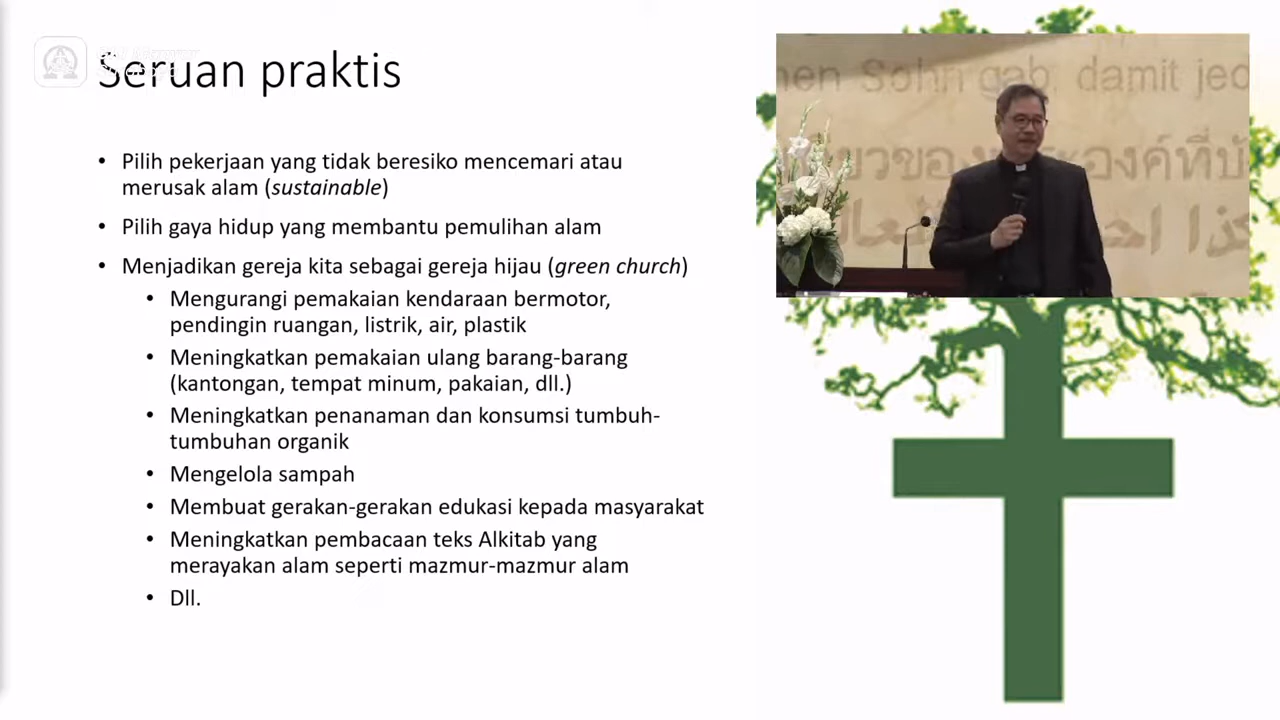 Seruan praktis
• Pilih pekerjaan yang tidak beresiko mencemari atau
merusak alam (sustainable)
• Pilih gaya hidup yang membantu pemulihan alam
• Menjadikan gereja kita sebagai gereja hijau (green church)
• Mengurangi pemakaian kendaraan bermotor,
pendingin ruangan, listrik, air, plastik
• Meningkatkan pemakaian ulang barang-barang
(kantongan, tempat minum, pakaian, dll.)
• Meningkatkan penanaman dan konsumsi tumbuh-
tumbuhan organik
• Mengelola sampah
• Membuat gerakan-gerakan edukasi kepada masyarakat
• Meningkatkan pembacaan teks Alkitab yang
merayakan alam seperti mazmur-mazmur alam
• Dll.
Sohn gab, damit